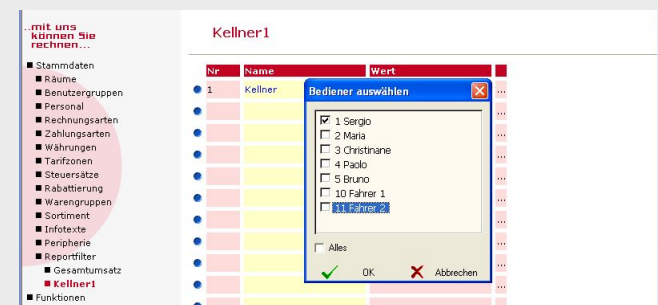 ...mit uns
können Sie
rechnen...
Kellner1
Stammdaten
Räume
Benutzergruppen
Personal
Rechnungsarten
Zahlungsarten
Währungen
Tarifzonen
Steuersätze
Rabattierung
Warengruppen
Sortiment
Infotexte
Peripherie
Reportfilter
Gesamtumsatz
Kellner1
Funktionen
Nr Name Wert
1 Kellner ...
...
...
...
...
...
...
...
...
...
Bediener auswählen
1 Sergio
2 Maria
3 Christinane
4 Paolo
5 Bruno
10 Fahrer 1
11 Fahrer 2
Alles
OK Abbrechen